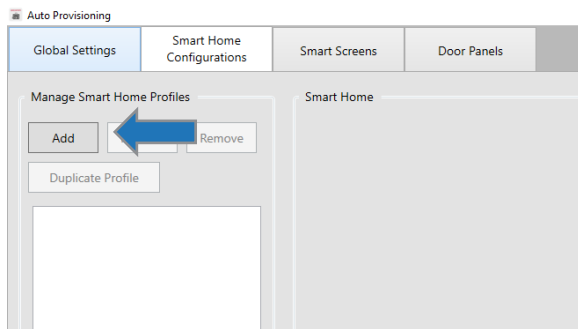 Auto Provisioning
Global Settings
Smart Home
Configurations
Smart Screens
Door Panels
Manage Smart Home Profiles
Smart Home
Add
Remove
Duplicate Profile